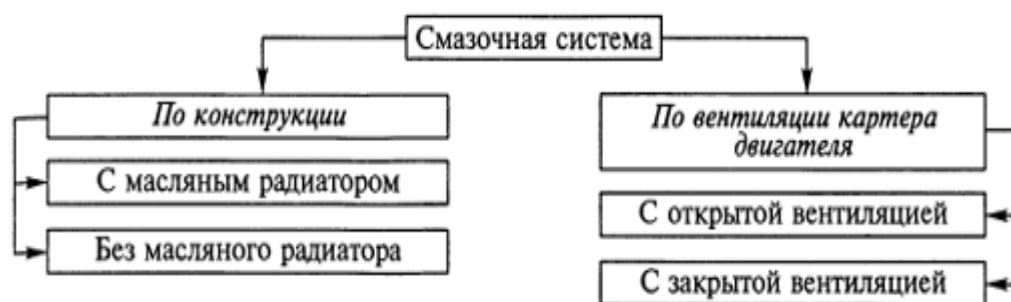 Смазочная система
По конструкции
С масляным радиатором
Без масляного радиатора
По вентиляции картера
двигателя
С открытой вентиляцией
С закрытой вентиляцией